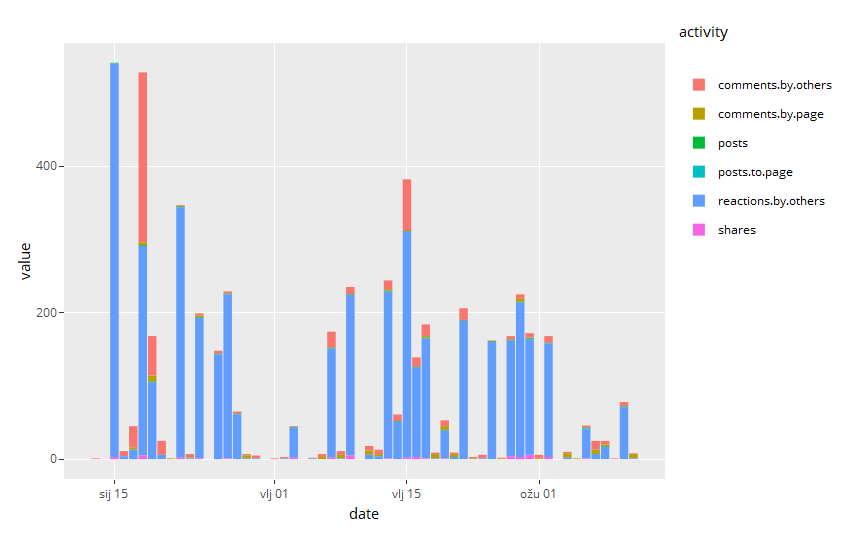 activity
comments.by.others
comments.by.page
posts
posts.to.page
reactions.by.others
shares
value
400
200
0
sij 15
vlj 01
vlj 15
ožu 01
date